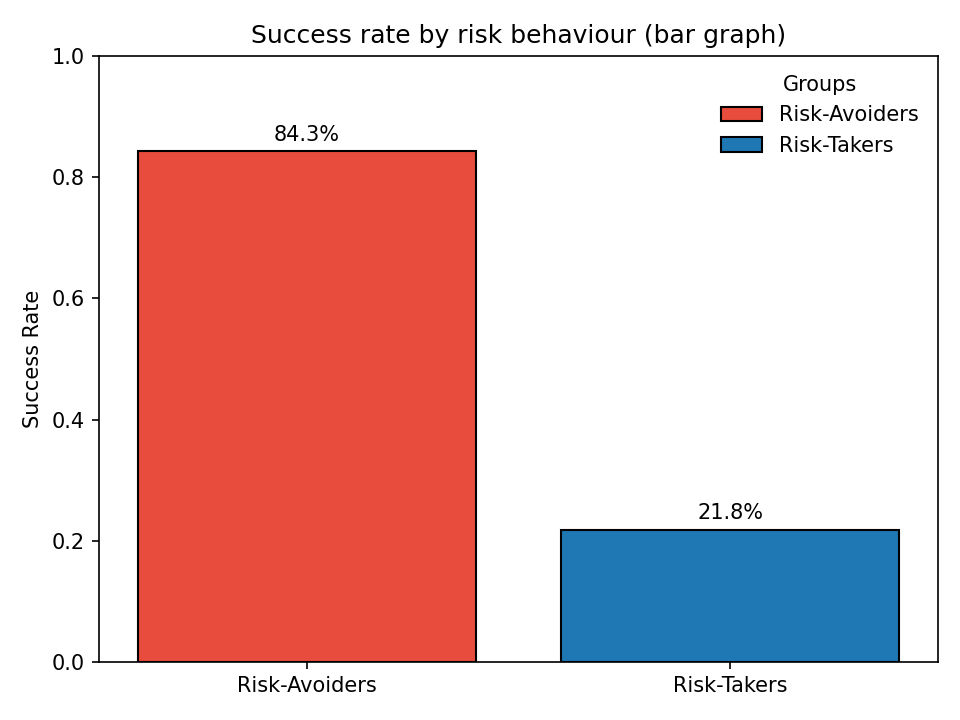 Success rate by risk behaviour (bar graph)
Groups
Risk-Avoiders
Risk-Takers
84.3%
21.8%
Success Rate
1.0
0.8
0.6
0.4
0.2
0.0
Risk-Avoiders
Risk-Takers